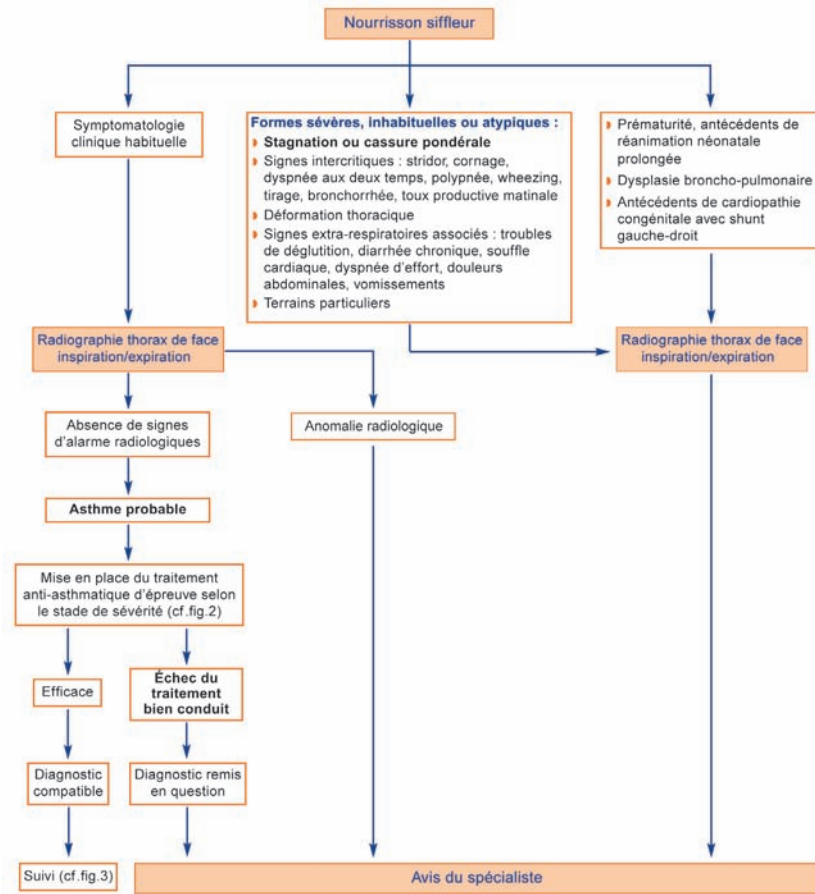 Nourrisson siffleur
Symptomatologie
clinique habituelle
Formes sévères, inhabituelles ou atypiques :
Stagnation ou cassure pondérale
Signes intercritiques : stridor, cornage,
dyspnée aux deux temps, polypnée, wheezing,
tirage, bronchorrhée, toux productive matinale
Déformation thoracique
Signes extra-respiratoires associés : troubles
de déglutition, diarrhée chronique, souffle
cardiaque, dyspnée d'effort, douleurs
abdominales, vomissements
Terrains particuliers
Prématurité, antécédents de
réanimation néonatale
prolongée
Dysplasie broncho-pulmonaire
Antécédents de cardiopathie
congénitale avec shunt
gauche-droit
Radiographie thorax de face
inspiration/expiration
Radiographie thorax de face
inspiration/expiration
Absence de signes
d'alarme radiologiques
Anomalie radiologique
Asthme probable
Mise en place du traitement
anti-asthmatique d'épreuve selon
le stade de sévérité (cf.fig.2)
Efficace
Échec du
traitement
bien conduit
Diagnostic
compatible
Diagnostic remis
en question
Suivi (cf.fig.3)
Avis du spécialiste